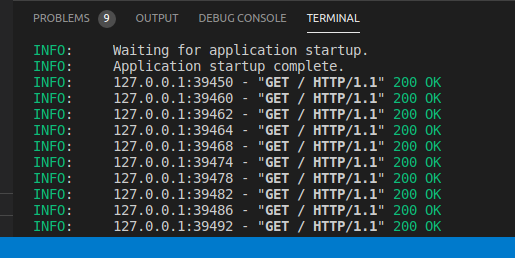 PROBLEMS 9 OUTPUT DEBUG CONSOLE TERMINAL
INFO: Waiting for application startup.
INFO: Application startup complete.
INFO: 127.0.0.1:39450 - "GET / HTTP/1.1" 200 OK
INFO: 127.0.0.1:39460 - "GET / HTTP/1.1" 200 OK
INFO: 127.0.0.1:39462 - "GET / HTTP/1.1" 200 OK
INFO: 127.0.0.1:39464 - "GET / HTTP/1.1" 200 OK
INFO: 127.0.0.1:39468 - "GET / HTTP/1.1" 200 OK
INFO: 127.0.0.1:39474 - "GET / HTTP/1.1" 200 OK
INFO: 127.0.0.1:39478 - "GET / HTTP/1.1" 200 OK
INFO: 127.0.0.1:39482 - "GET / HTTP/1.1" 200 OK
INFO: 127.0.0.1:39486 - "GET / HTTP/1.1" 200 OK
INFO: 127.0.0.1:39492 - "GET / HTTP/1.1" 200 OK